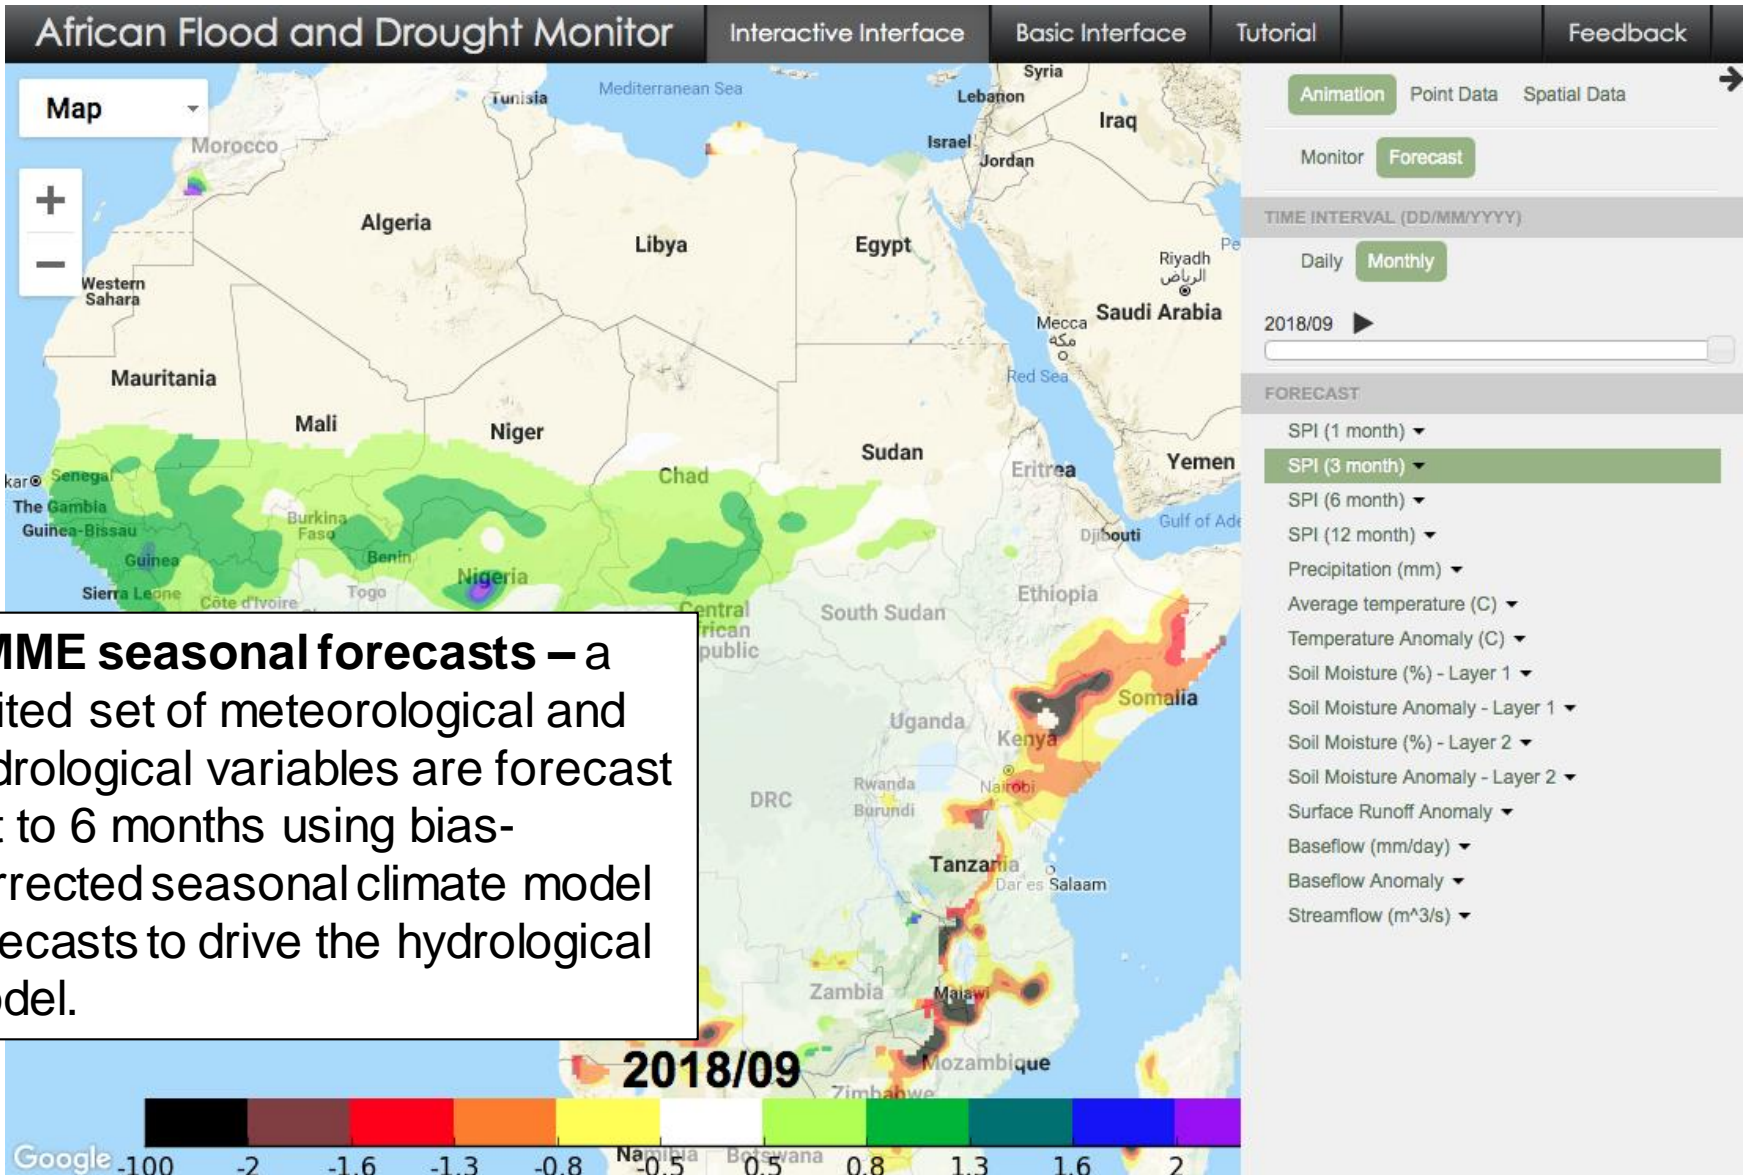 African Flood and Drought Monitor
Interactive Interface
Basic Interface
Tutorial
Feedback
Map
+
−
Tunisia
Mediterranean Sea
Syria
Lebanon
Iraq
Israel
Jordan
Morocco
Algeria
Libya
Egypt
Riyadh
الرياض
Pe
Western
Sahara
Saudi Arabia
Mecca
مكة
Red Sea
Mauritania
Mali
Niger
Sudan
Chad
Eritrea
Yemen
kar
Senegal
The Gambia
Guinea-Bissau
Burkina
Faso
Gulf of Ade
Djibouti
Guinea
Benin
Nigeria
Sierra Leone
Côte d'Ivoire
Togo
Ethiopia
Central
rican
public
South Sudan
Somalia
Uganda
Kenya
Nairobi
DRC
Rwanda
Burundi
Tanzania
Dar es Salaam
Zambia
Malawi
Mozambique
Zimbabwe
Namibia
Botswana
MME seasonal forecasts – a
ited set of meteorological and
drological variables are forecast
t to 6 months using bias-
rrected seasonal climate model
ecasts to drive the hydrological
odel.
2018/09
-100 -2 -1.6 -1.3 -0.8 -0.5 0.5 0.8 1.3 1.6 2
Google
Animation Point Data Spatial Data
Monitor Forecast
TIME INTERVAL (DD/MM/YYYY)
Daily Monthly
2018/09
FORECAST
SPI (1 month)
SPI (3 month)
SPI (6 month)
SPI (12 month)
Precipitation (mm)
Average temperature (C)
Temperature Anomaly (C)
Soil Moisture (%) - Layer 1
Soil Moisture Anomaly - Layer 1
Soil Moisture (%) - Layer 2
Soil Moisture Anomaly - Layer 2
Surface Runoff Anomaly
Baseflow (mm/day)
Baseflow Anomaly
Streamflow (m^3/s)